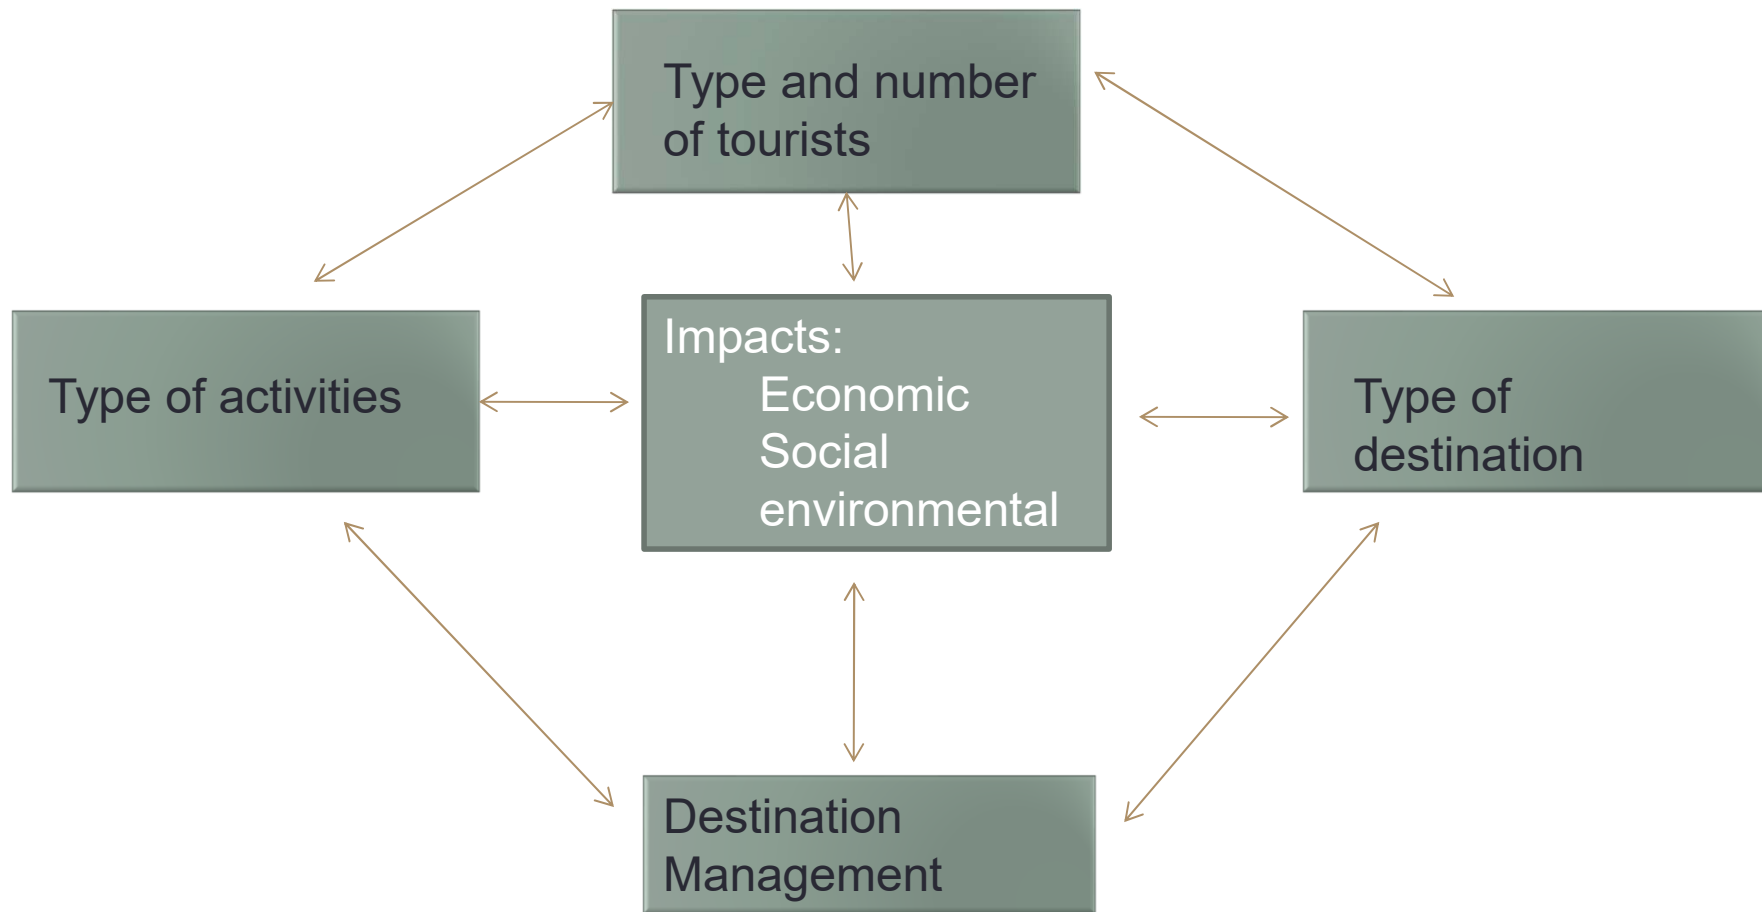 Type and number
of tourists
Type of activities
Impacts:
Economic
Social
environmental
Type of
destination
Destination
Management